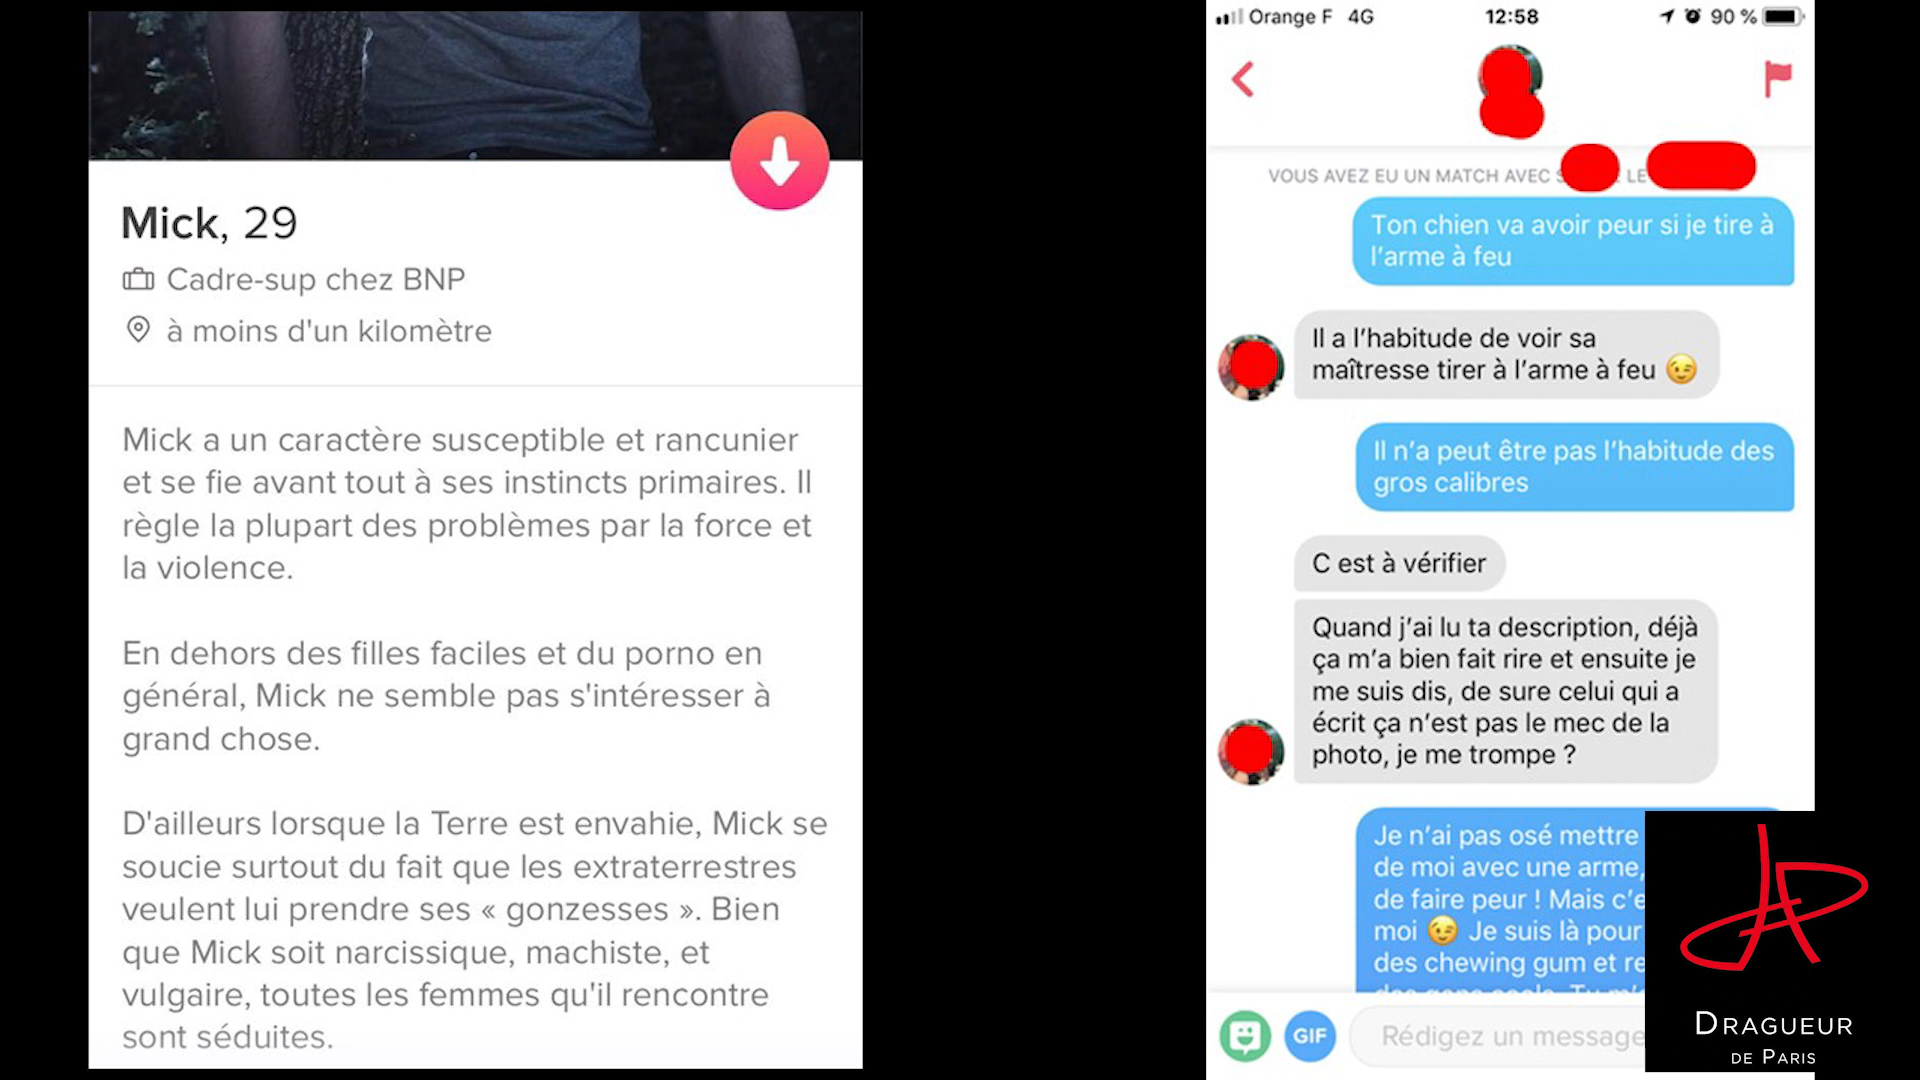 Mick, 29
Cadre-sup chez BNP
à moins d'un kilomètre
Mick a un caractère susceptible et rancunier
et se fie avant tout à ses instincts primaires. Il
règle la plupart des problèmes par la force et
la violence.
En dehors des filles faciles et du porno en
général, Mick ne semble pas s'intéresser à
grand chose.
D'ailleurs lorsque la Terre est envahie, Mick se
soucie surtout du fait que les extraterrestres
veulent lui prendre ses « gonzesses ». Bien
que Mick soit narcissique, machiste, et
vulgaire, toutes les femmes qu'il rencontre
sont séduites.
Orange F 4G 12:58 90 %
VOUS AVEZ EU UN MATCH AVEC LE
Ton chien va avoir peur si je tire à
l'arme à feu
Il a l'habitude de voir sa
maîtresse tirer à l'arme à feu 😉
Il n'a peut être pas l'habitude des
gros calibres
C est à vérifier
Quand j'ai lu ta description, déjà
ça m'a bien fait rire et ensuite je
me suis dis, de sure celui qui a
écrit ça n'est pas le mec de la
photo, je me trompe ?
Je n'ai pas osé mettre
de moi avec une arme,
de faire peur ! Mais c'e
moi 😉 Je suis là pour
des chewing gum et re
GIF
Rédigez un message
DRAGUEUR
DE PARIS